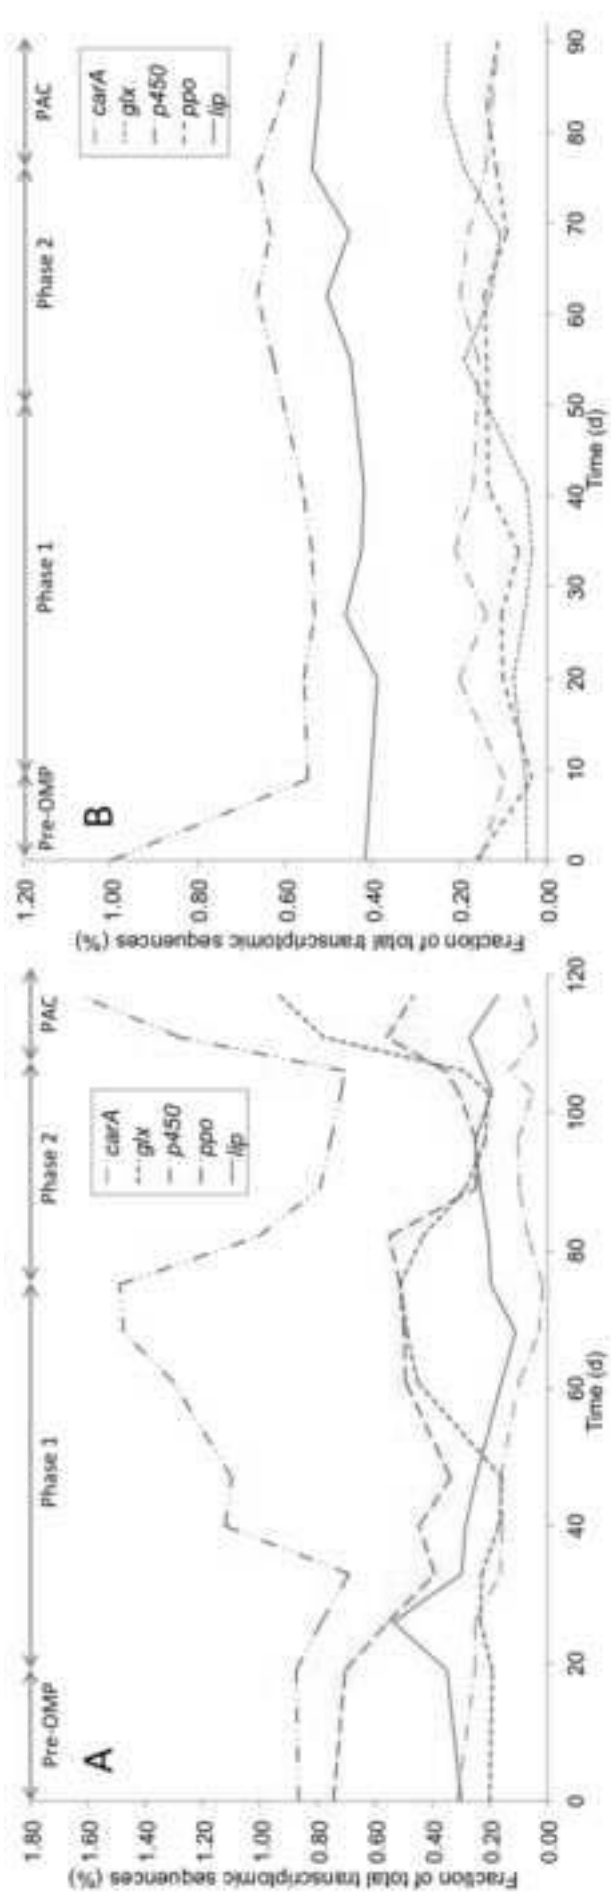 A
Pre-OMP
Phase 1
Phase 2
PAC
carA
glx
p450
ppo
lip
Fraction of total transcriptomic sequences (%)
1.80
1.60
1.40
1.20
1.00
0.80
0.60
0.40
0.20
0.00
0
20
40
60
80
100
120
Time (d)
B
Pre-OMP
Phase 1
Phase 2
PAC
carA
glx
p450
ppo
lip
Fraction of total transcriptomic sequences (%)
1.20
1.00
0.80
0.60
0.40
0.20
0.00
0
10
20
30
40
50
60
70
80
90
Time (d)